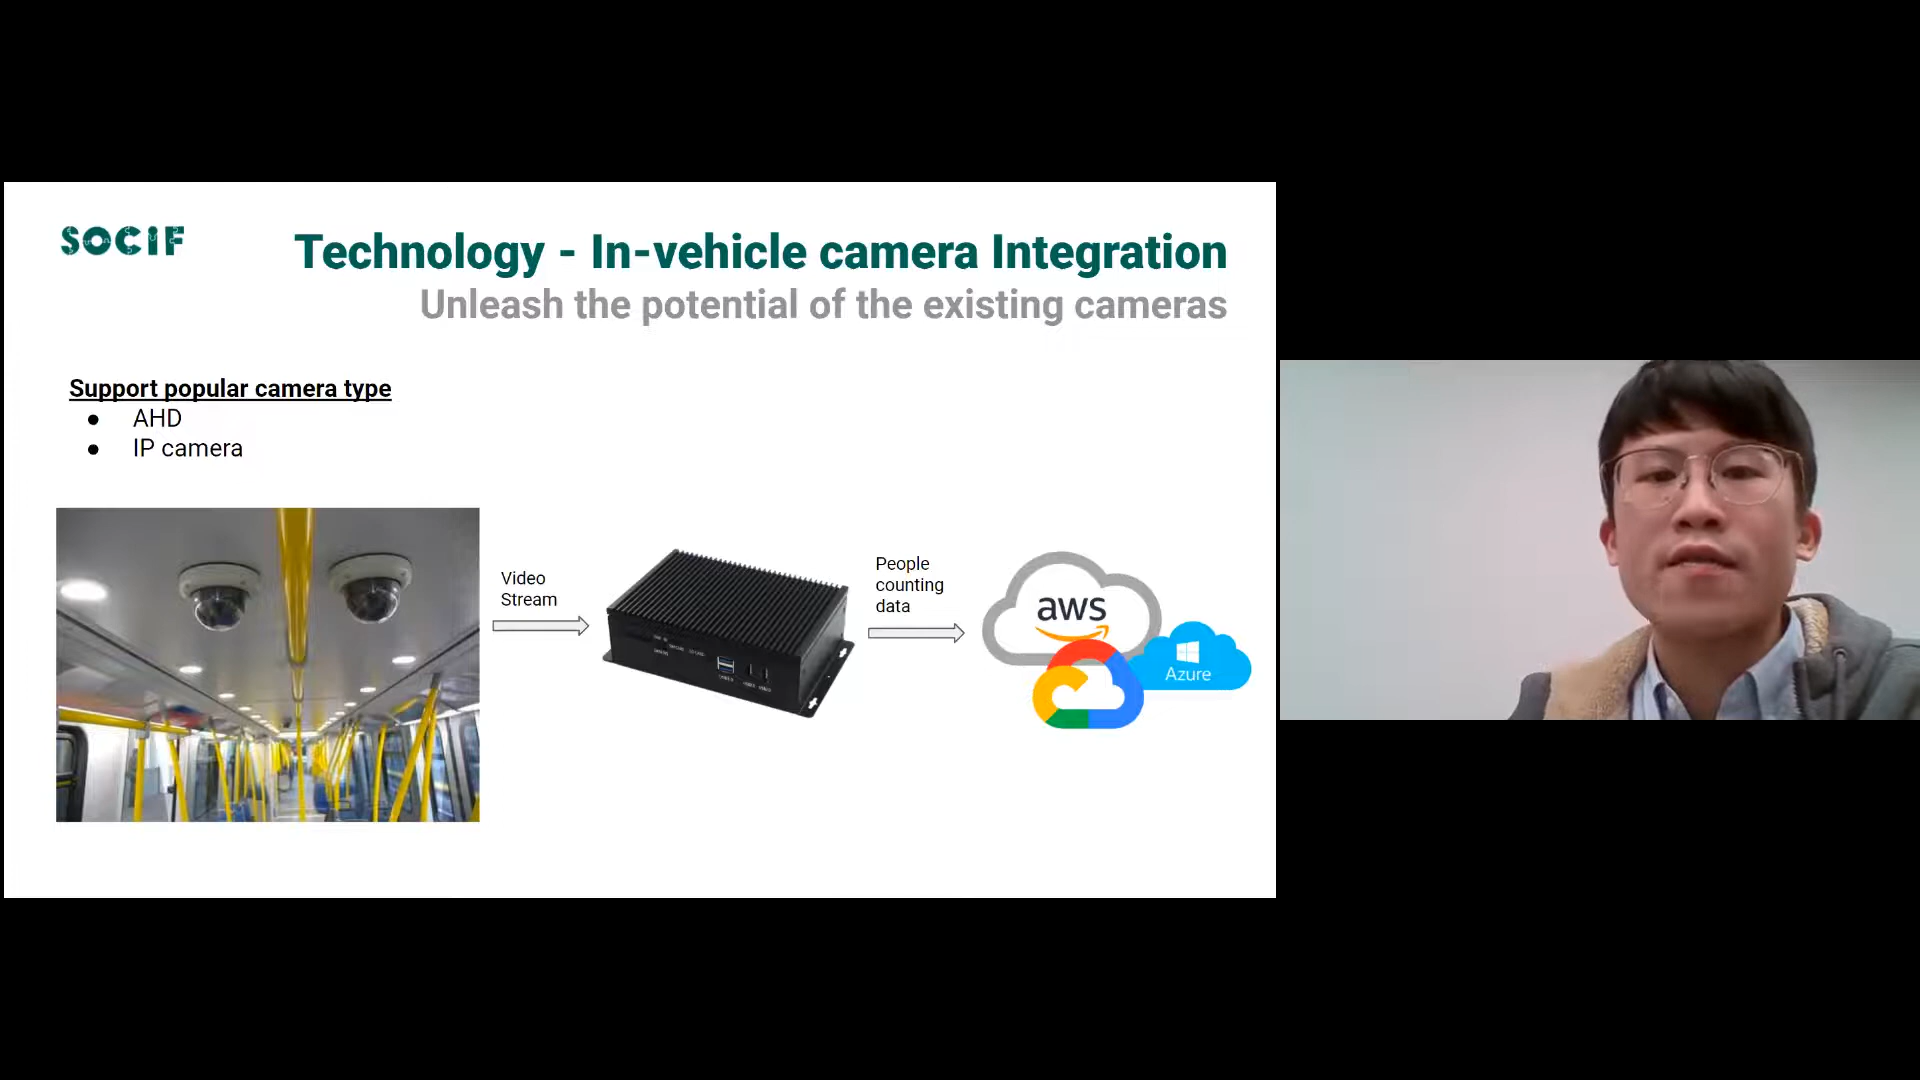 SOCIF
Technology - In-vehicle camera Integration
Unleash the potential of the existing cameras
Support popular camera type
● AHD
● IP camera
Video
Stream
People
counting
data
aws
Azure